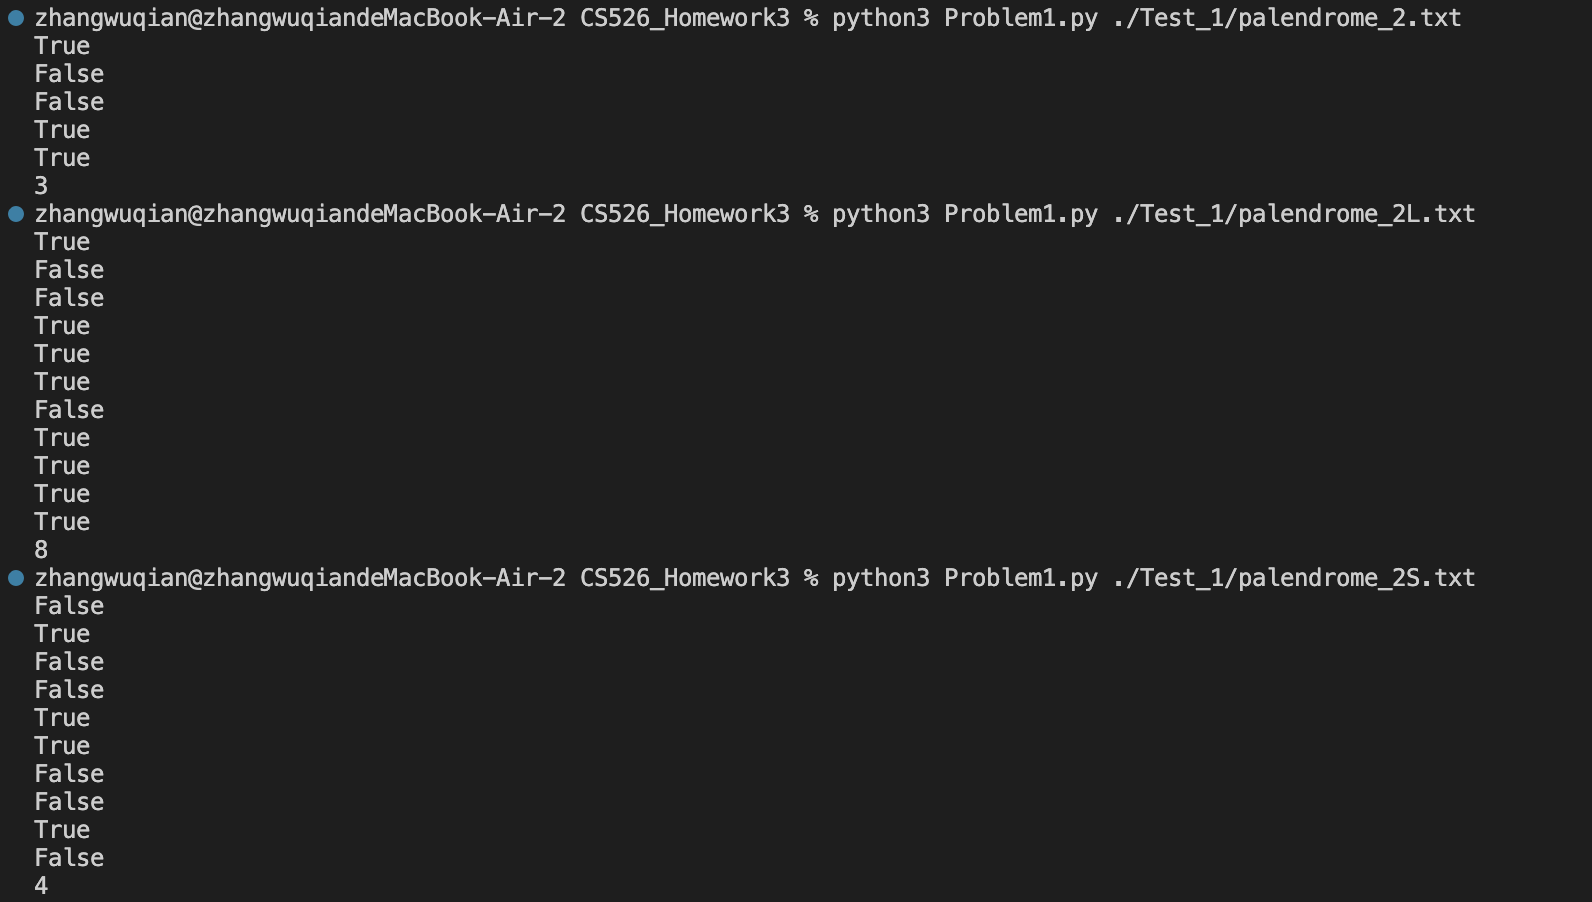 zhangwuqian@zhangwuqiandeMacBook-Air-2 CS526_Homework3 % python3 Problem1.py ./Test_1/palendrome_2.txt
True
False
False
True
True
3
zhangwuqian@zhangwuqiandeMacBook-Air-2 CS526_Homework3 % python3 Problem1.py ./Test_1/palendrome_2L.txt
True
False
False
True
True
True
False
True
True
True
True
8
zhangwuqian@zhangwuqiandeMacBook-Air-2 CS526_Homework3 % python3 Problem1.py ./Test_1/palendrome_2S.txt
False
True
False
False
True
True
False
False
True
False
4